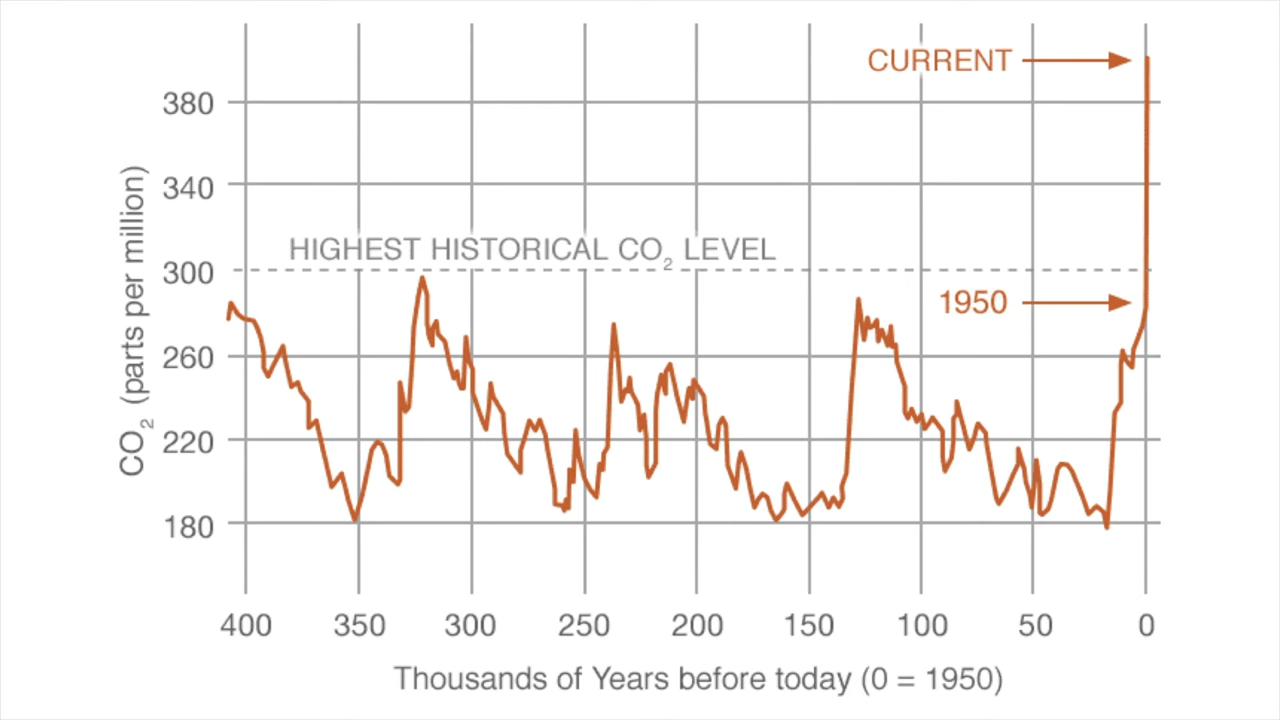 CURRENT
380
340
HIGHEST HISTORICAL CO₂ LEVEL
300
1950
260
220
180
CO₂ (parts per million)
400 350 300 250 200 150 100 50 0
Thousands of Years before today (0 = 1950)